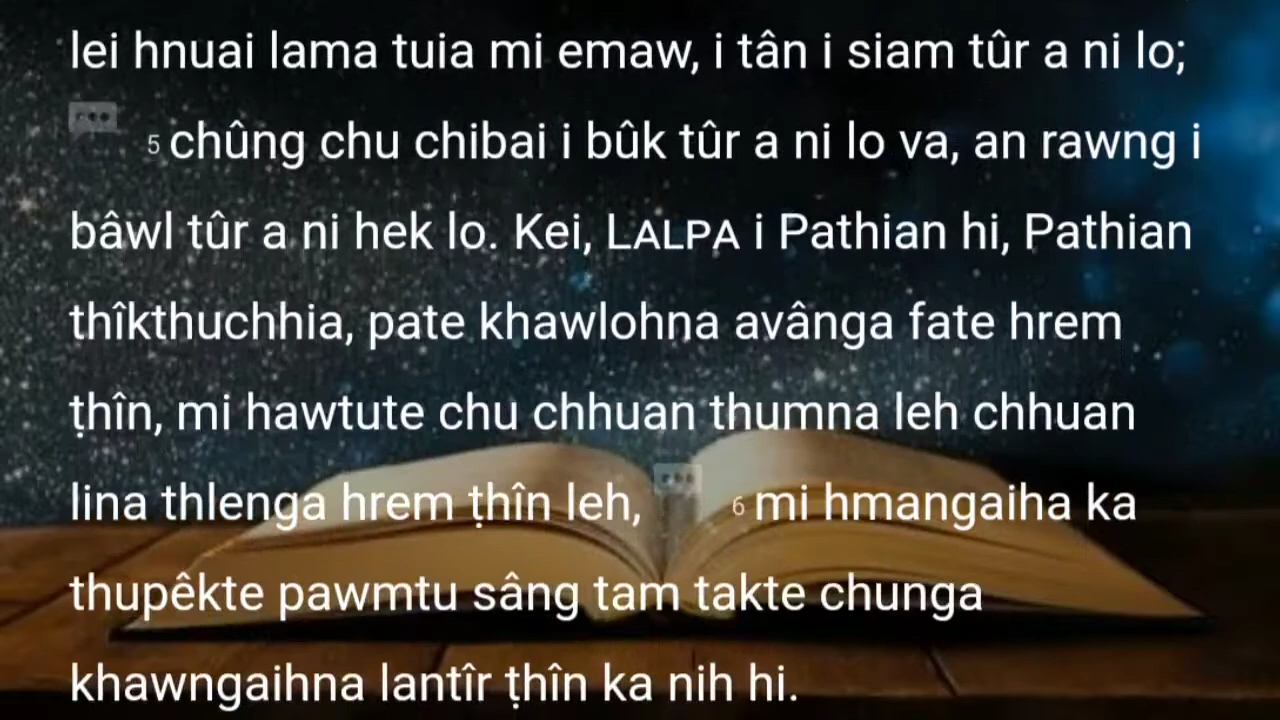 lei hnuai lama tuia mi emaw, i tân i siam tûr a ni lo;
5 chûng chu chibai i bûk tûr a ni lo va, an rawng i
bâwl tûr a ni hek lo. Kei, LALPA i Pathian hi, Pathian
thîkthuchhia, pate khawlohna avânga fate hrem
ṭhîn, mi hawtute chu chhuan thumna leh chhuan
lina thlenga hrem ṭhîn leh, 6 mi hmangaiha ka
thupêkte pawmtu sâng tam takte chunga
khawngaihna lantîr ṭhîn ka nih hi.